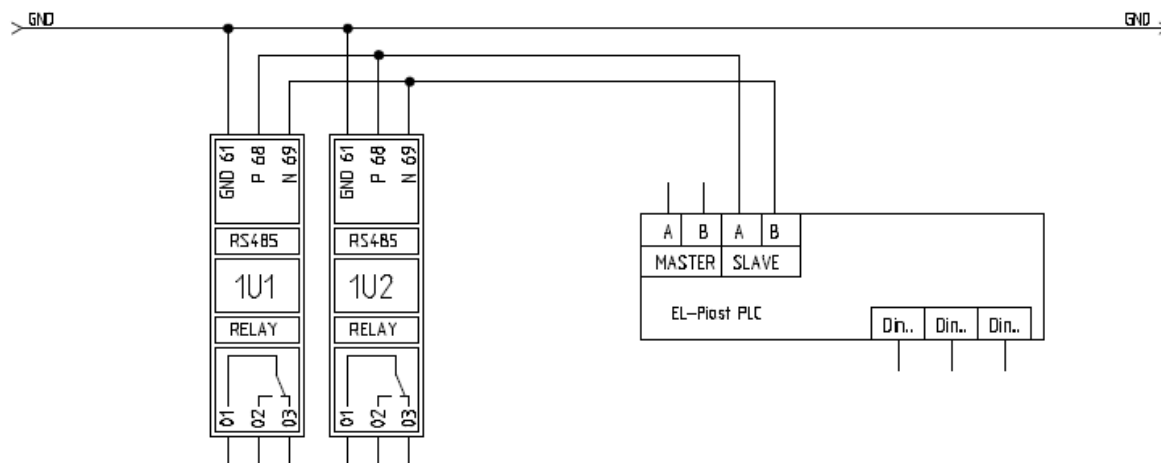 GND GND
GND 61 P 68 N 69 GND 61 P 68 N 69
A B A B
RS485 RS485
MASTER SLAVE
1U1 1U2
EL-Piast PLC
RELAY RELAY Din.. Din.. Din..
01 02 03 01 02 03